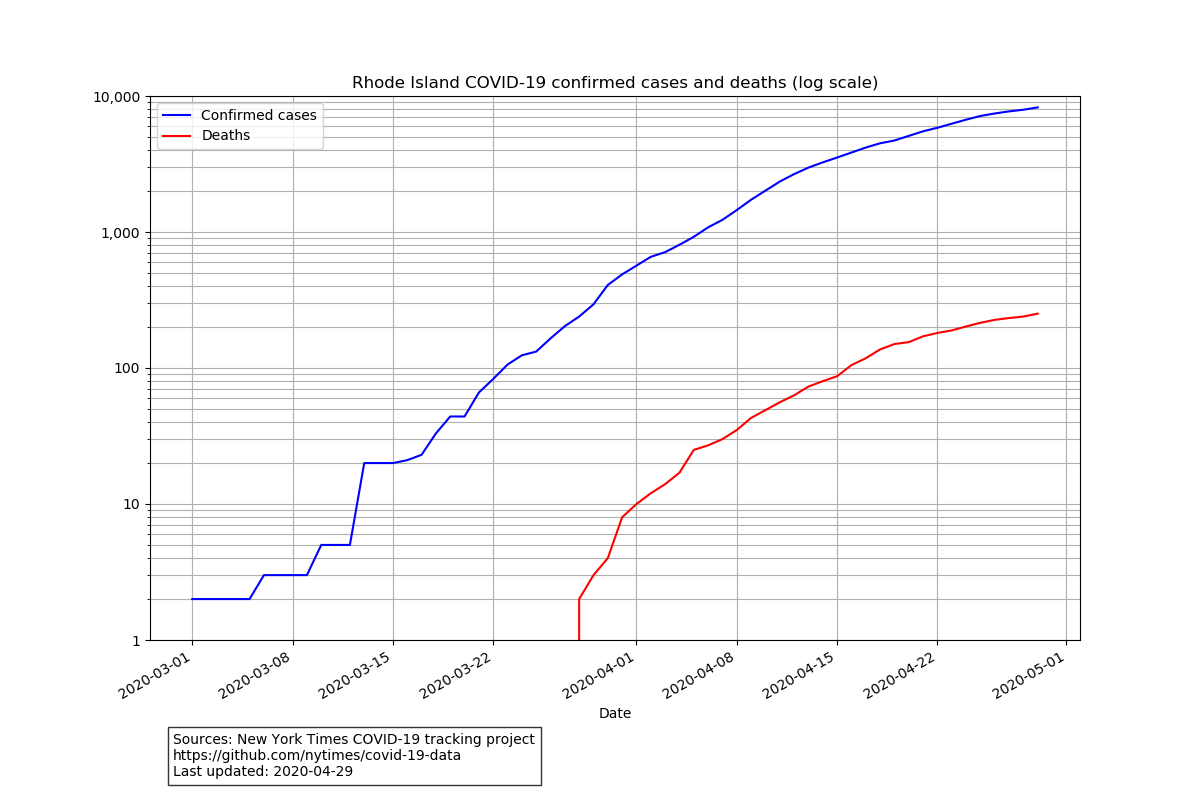 Rhode Island COVID-19 confirmed cases and deaths (log scale)
10,000
1,000
100
10
1
Confirmed cases
Deaths
2020-03-01
2020-03-08
2020-03-15
2020-03-22
2020-04-01
2020-04-08
2020-04-15
2020-04-22
2020-05-01
Date
Sources: New York Times COVID-19 tracking project
https://github.com/nytimes/covid-19-data
Last updated: 2020-04-29